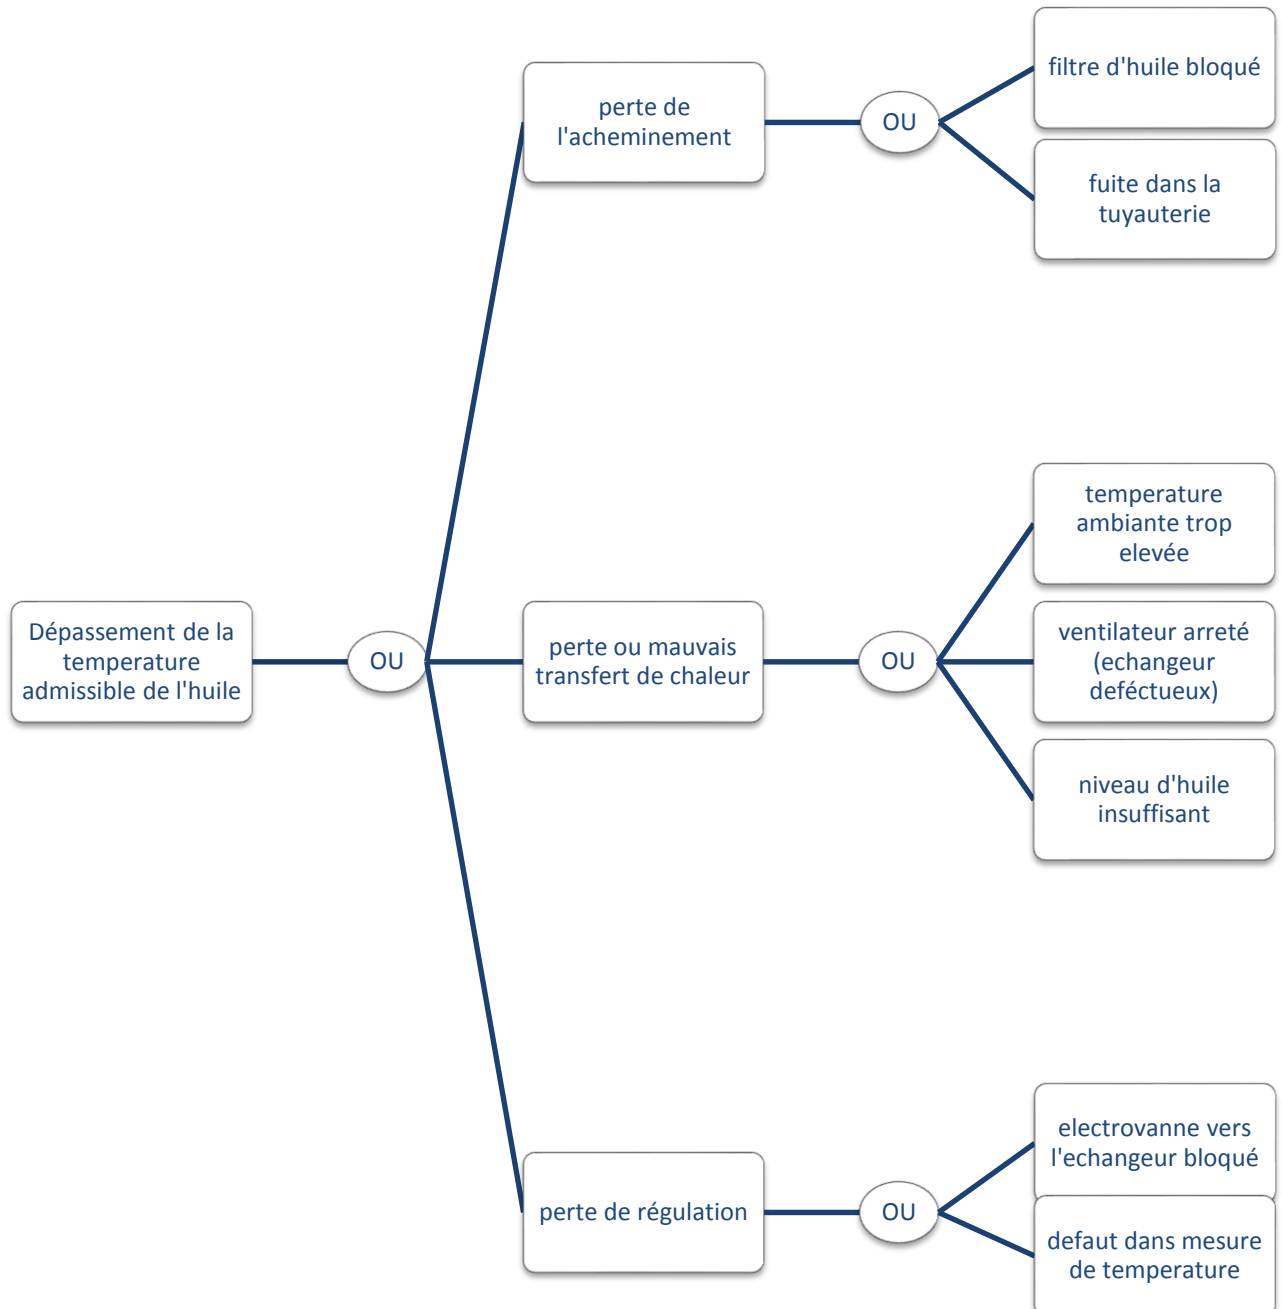 filtre d'huile bloqué
perte de
l'acheminement
OU
fuite dans la
tuyauterie
temperature
ambiante trop
elevée
Dépassement de la
temperature
admissible de l'huile
OU
perte ou mauvais
transfert de chaleur
OU
ventilateur arreté
(echangeur
deféctueux)
niveau d'huile
insuffisant
electrovanne vers
l'echangeur bloqué
perte de régulation
OU
defaut dans mesure
de temperature